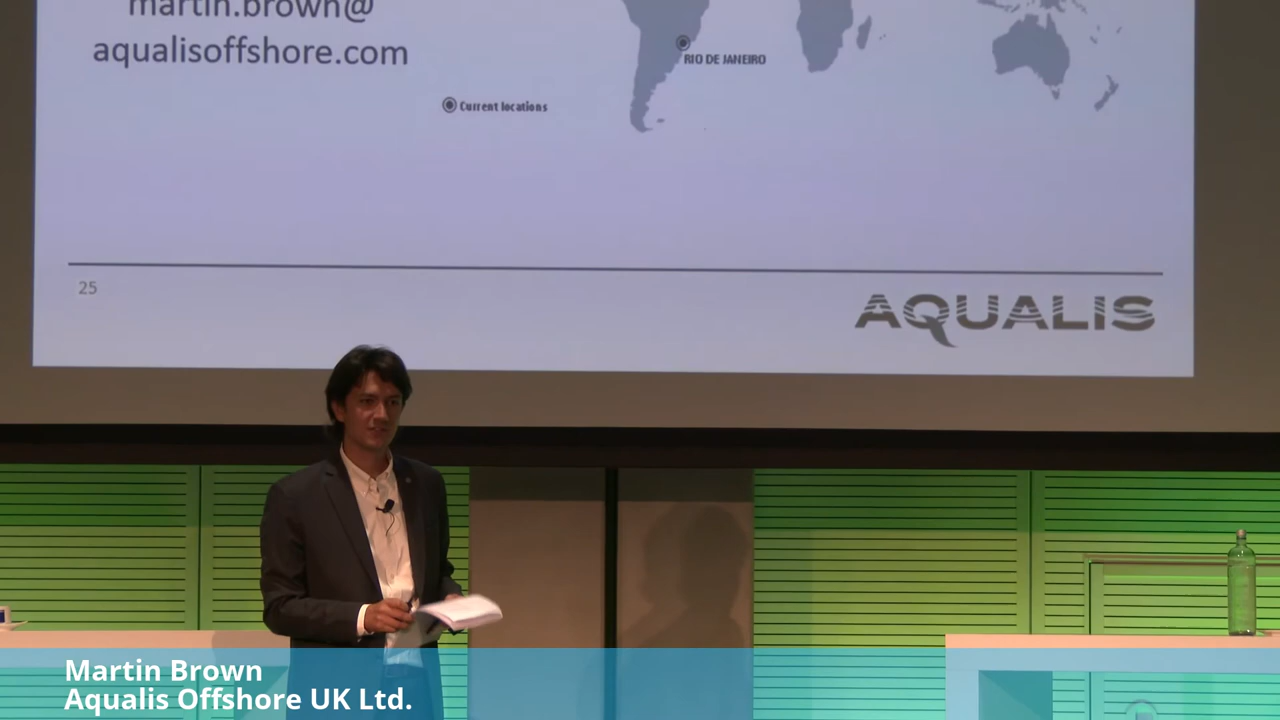 martin.brown@
aqualisoffshore.com
RIO DE JANEIRO
Current locations
25
AQUALIS
Martin Brown
Aqualis Offshore UK Ltd.